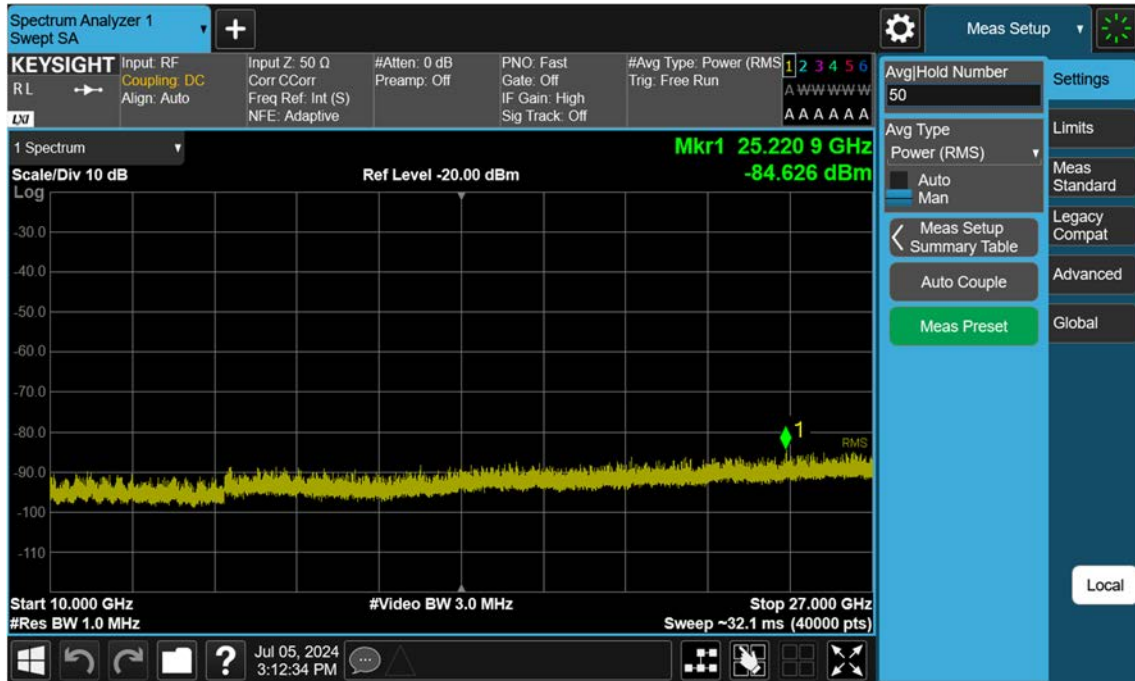 Spectrum Analyzer 1
Swept SA
+
Meas Setup
KEYSIGHT
RL
LXI
Input: RF
Coupling: DC
Align: Auto
Input Z: 50 Ω
Corr CCorr
Freq Ref: Int (S)
NFE: Adaptive
#Atten: 0 dB
Preamp: Off
PNO: Fast
Gate: Off
IF Gain: High
Sig Track: Off
#Avg Type: Power (RMS
Trig: Free Run
1 2 3 4 5 6
A W W W W W
A A A A A A
1 Spectrum
Mkr1 25.220 9 GHz
Scale/Div 10 dB
Ref Level -20.00 dBm
-84.626 dBm
Log
-30.0
-40.0
-50.0
-60.0
-70.0
-80.0
-90.0
-100
-110
1
RMS
Start 10.000 GHz
#Video BW 3.0 MHz
Stop 27.000 GHz
#Res BW 1.0 MHz
Sweep ~32.1 ms (40000 pts)
Avg|Hold Number
50
Avg Type
Power (RMS)
Auto
Man
Meas Setup
Summary Table
Auto Couple
Meas Preset
Settings
Limits
Meas
Standard
Legacy
Compat
Advanced
Global
Local
?
Jul 05, 2024
3:12:34 PM